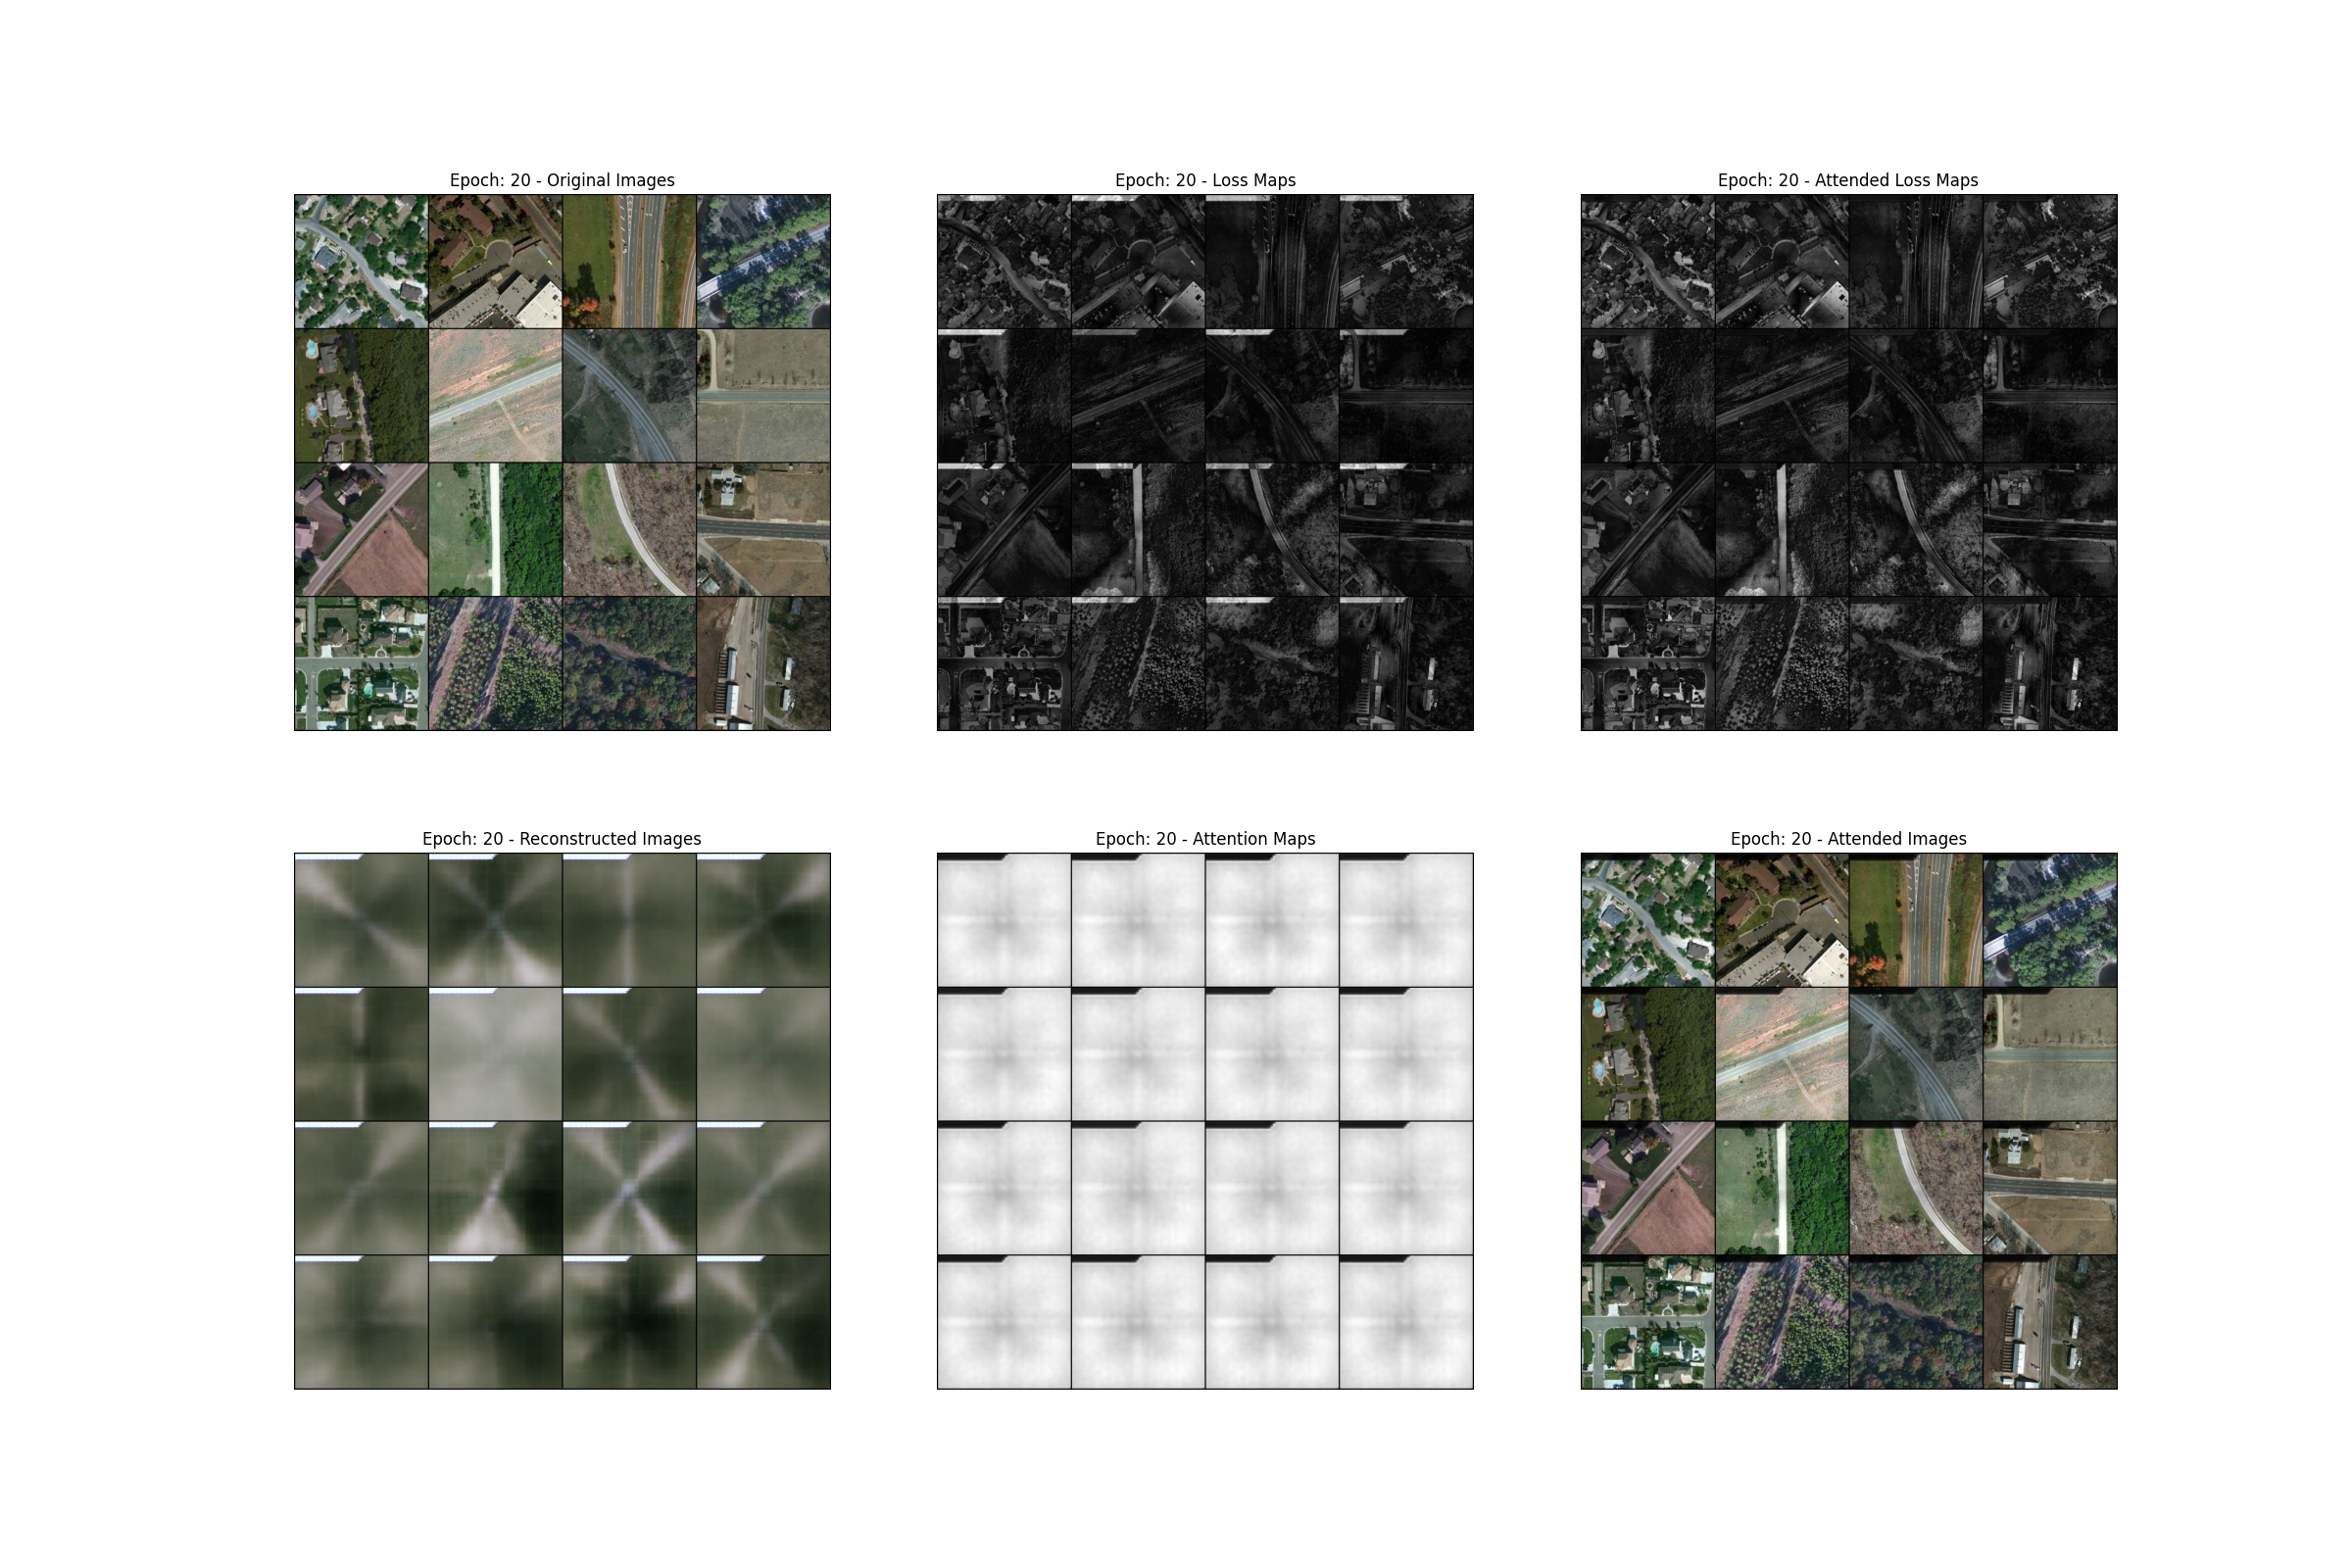 Epoch: 20 - Original Images
Epoch: 20 - Loss Maps
Epoch: 20 - Attended Loss Maps
Epoch: 20 - Reconstructed Images
Epoch: 20 - Attention Maps
Epoch: 20 - Attended Images